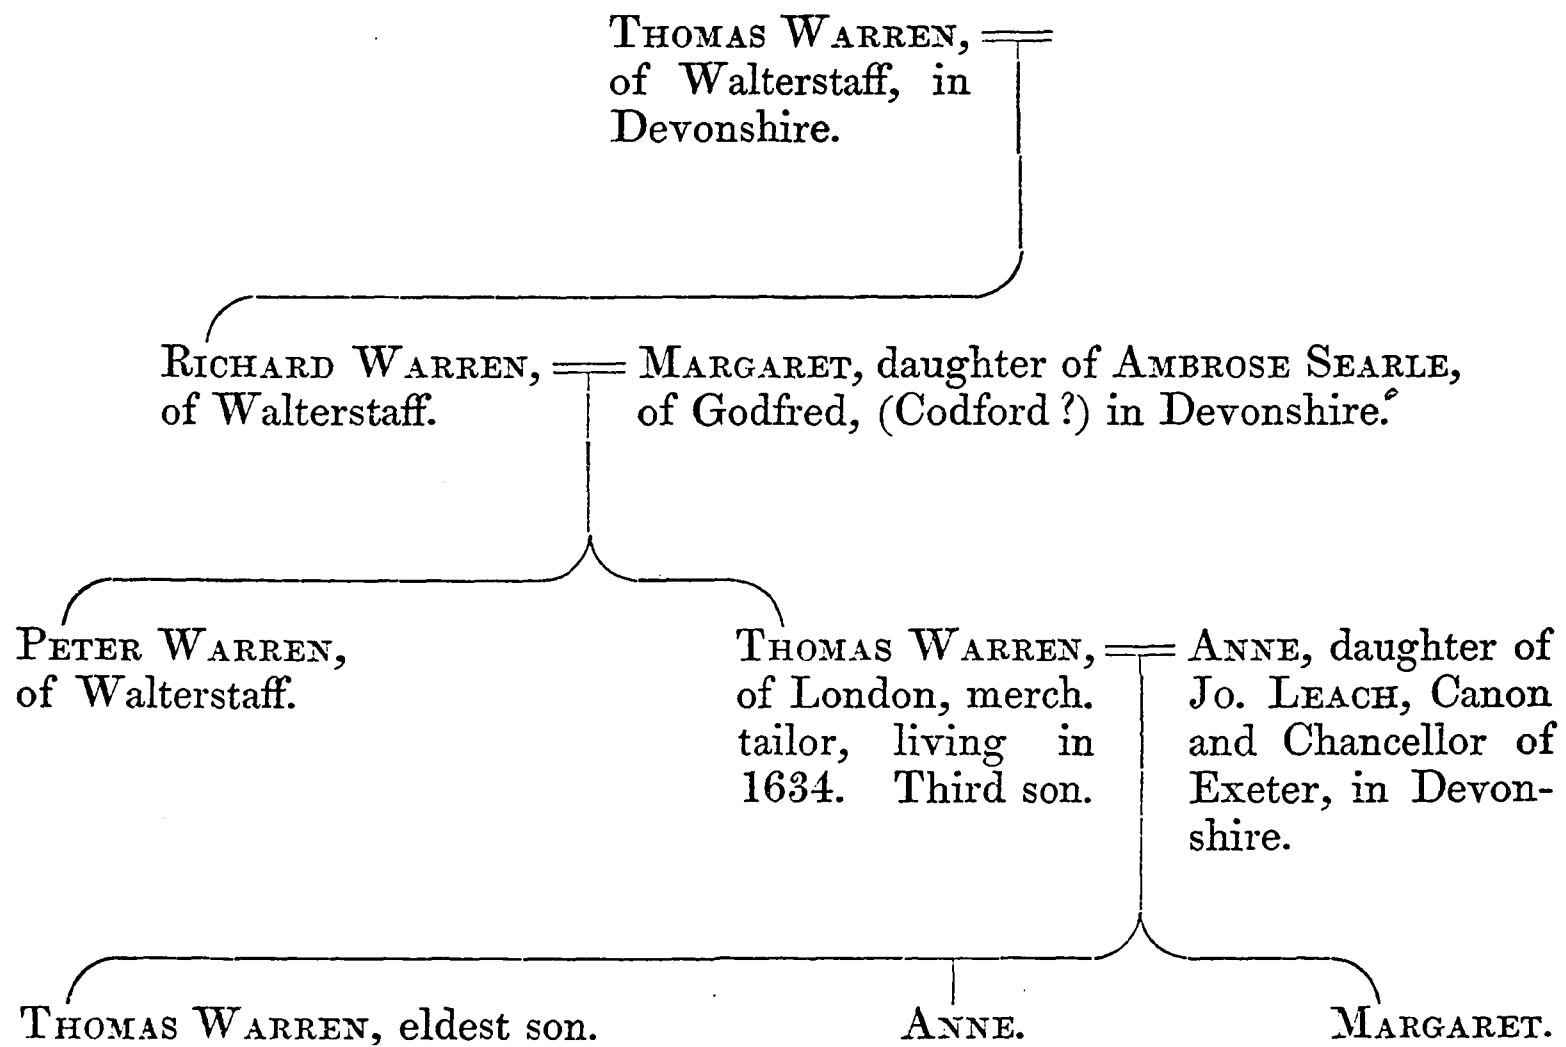 THOMAS WARREN,
of Walterstaff, in
Devonshire.
RICHARD WARREN,
of Walterstaff.
MARGARET, daughter of AMBROSE SEARLE,
of Godfred, (Codford ?) in Devonshire.
PETER WARREN,
of Walterstaff.
THOMAS WARREN,
of London, merch.
tailor, living in
1634. Third son.
ANNE, daughter of
JO. LEACH, Canon
and Chancellor of
Exeter, in Devon-
shire.
THOMAS WARREN, eldest son.
ANNE.
MARGARET.